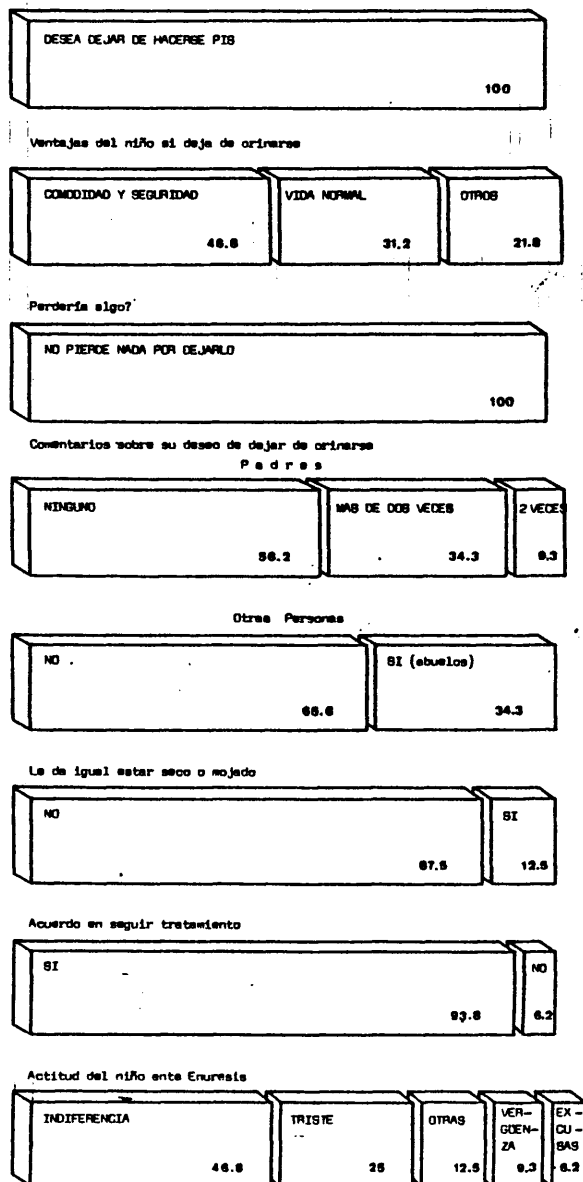 DESEA DEJAR DE HACERSE PIS
100
Ventajas del niño si deja de orinarse
COMODIDAD Y SEGURIDAD
46.8
VIDA NORMAL
31.2
OTROS
21.8
Perdería algo?
NO PIERDE NADA POR DEJARLO
100
Comentarios sobre su deseo de dejar de orinarse
Padres
NINGUNO
56.2
MAS DE DOS VECES
34.3
2 VECES
9.3
Otras Personas
NO
65.6
SI (abuelos)
34.3
Le da igual estar seco o mojado
NO
87.5
SI
12.5
Acuerdo en seguir tratamiento
SI
93.8
NO
6.2
Actitud del niño ante Enuresis
INDIFERENCIA
46.8
TRISTE
25
OTRAS
12.5
VER-
GÜEN-
ZA
9.3
EX-
CU-
SAS
6.2